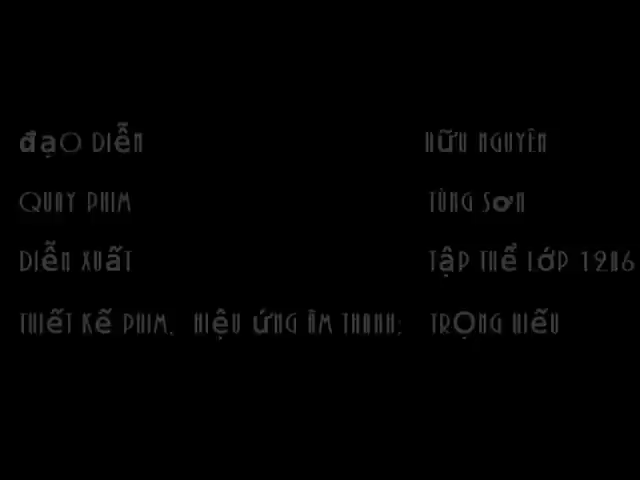 đạo diễn Hữu Nguyên
Quay phim Tùng Sơn
Diễn xuất Tập thể lớp 12A6
Thiết kế phim, hiệu ứng âm thanh: Trọng Hiếu